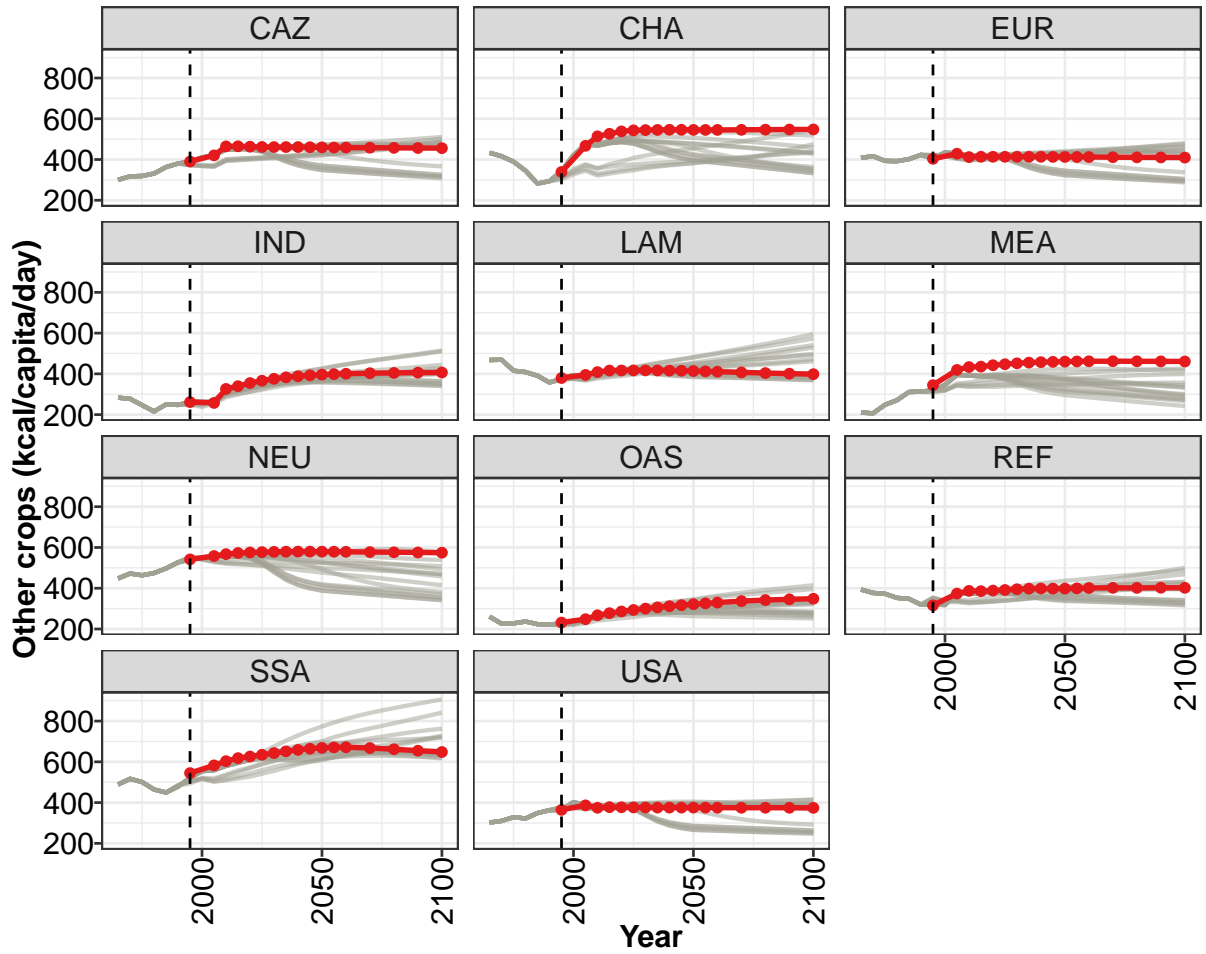 CAZ CHA EUR
800
600
400
200
IND LAM MEA
800
600
400
200
Other crops (kcal/capita/day)
NEU OAS REF
800
600
400
200
2000 2050 2100
SSA USA
800
600
400
200
2000 2050 2100 2000 2050 2100
Year